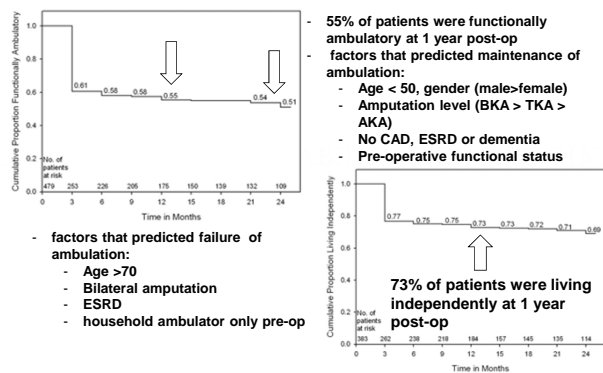 Cumulative Proportion Functionally Ambulatory
1.0
0.8
0.6
0.4
0.2
0.0
0.61
0.58
0.58
0.55
0.54
0.51
No. of
patients
at risk
479 253 226 205 175 150 139 132 109
0 3 6 9 12 15 18 21 24
Time in Months
- 55% of patients were functionally
ambulatory at 1 year post-op
- factors that predicted maintenance of
ambulation:
- Age < 50, gender (male>female)
- Amputation level (BKA > TKA >
AKA)
- No CAD, ESRD or dementia
- Pre-operative functional status
- factors that predicted failure of
ambulation:
- Age >70
- Bilateral amputation
- ESRD
- household ambulator only pre-op
Cumulative Proportion Living Independently
1.0
0.8
0.6
0.4
0.2
0.0
0.77 0.75 0.75 0.73 0.73 0.72 0.71 0.69
73% of patients were living
independently at 1 year
post-op
No. of
patients
at risk
383 262 238 219 184 157 145 135 114
0 3 6 9 12 15 18 21 24
Time in Months